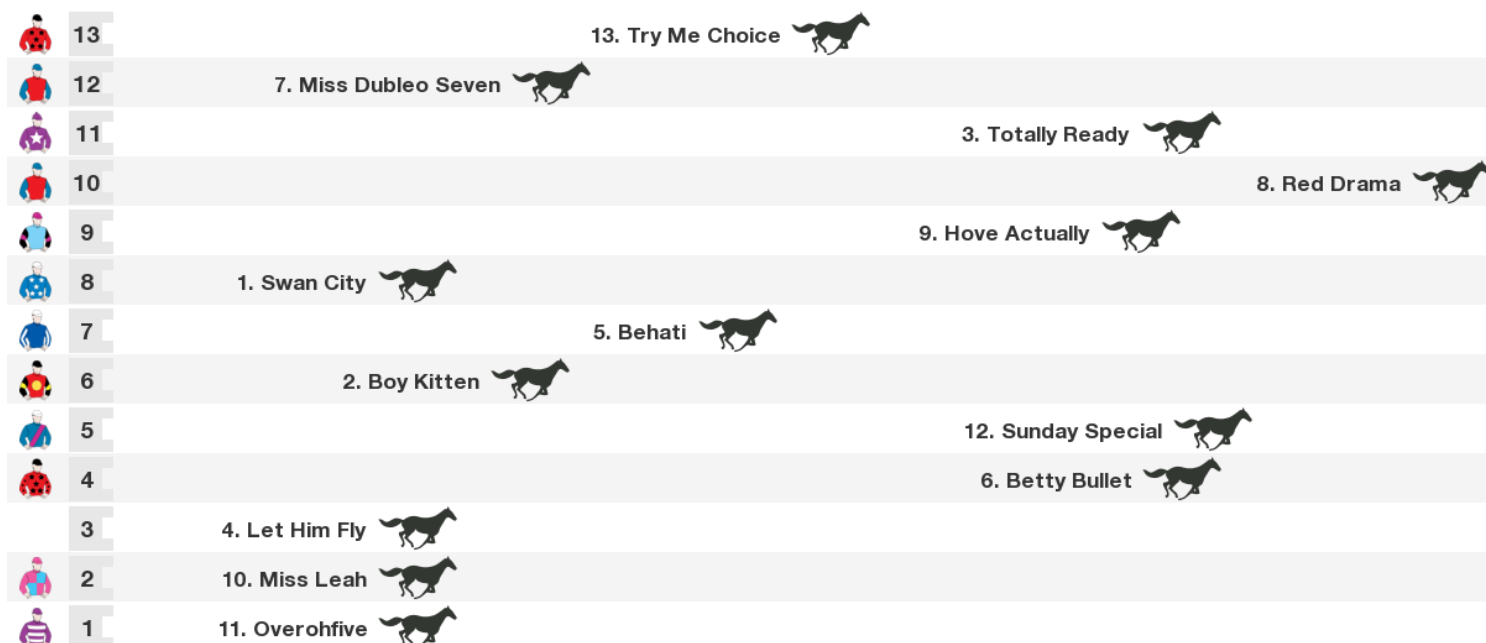 13 13. Try Me Choice
12 7. Miss Dubleo Seven
11 3. Totally Ready
10 8. Red Drama
9 9. Hove Actually
8 1. Swan City
7 5. Behati
6 2. Boy Kitten
5 12. Sunday Special
4 6. Betty Bullet
3 4. Let Him Fly
2 10. Miss Leah
1 11. Overohfive